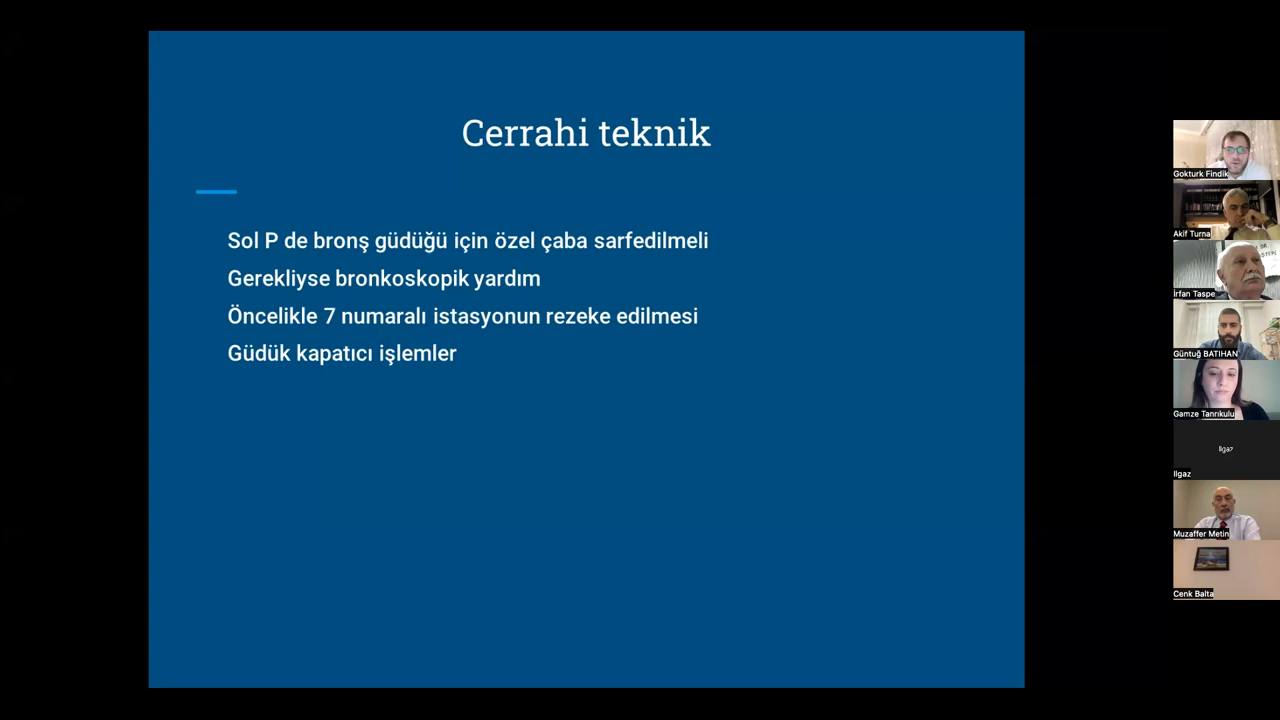 Cerrahi teknik
Sol P de bronş güdüğü için özel çaba sarfedilmeli
Gerekliyse bronkoskopik yardım
Öncelikle 7 numaralı istasyonun rezeke edilmesi
Güdük kapatıcı işlemler
Gokturk Findik
Akif Turna
İrfan Taspe
Güntuğ BATIHAN
Gamze Tanrıkulu
Ilgaz
Ilgaz
Muzaffer Metin
Cenk Balta